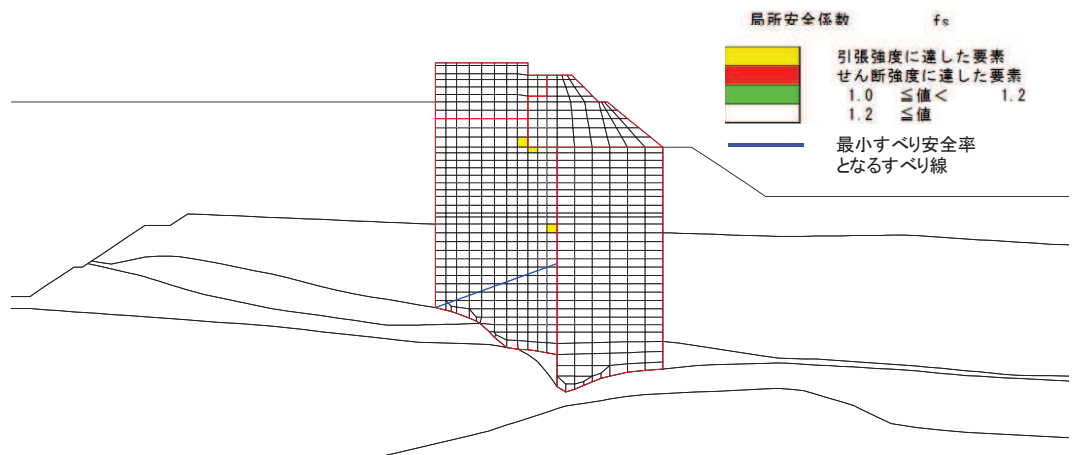 局所安全係数 fs
引張強度に達した要素
せん断強度に達した要素
1.0 ≦値< 1.2
1.2 ≦値
最小すべり安全率
となるすべり線